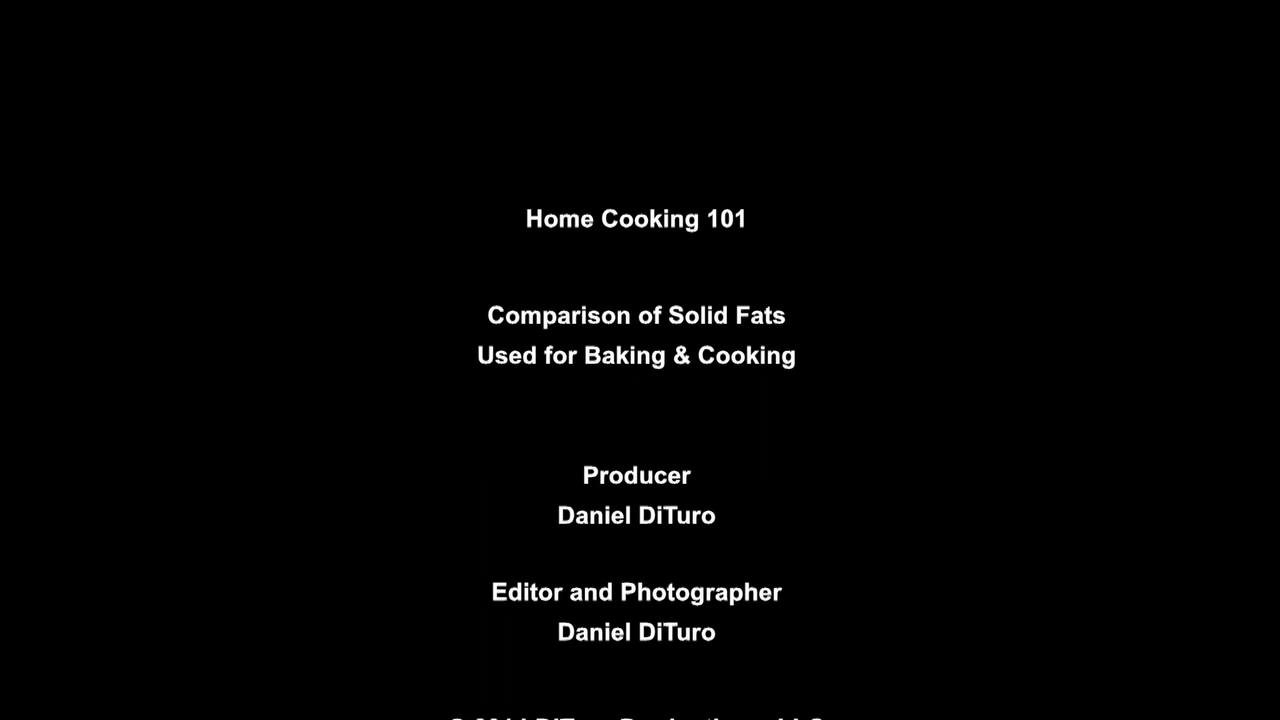 Home Cooking 101
Comparison of Solid Fats
Used for Baking & Cooking
Producer
Daniel DiTuro
Editor and Photographer
Daniel DiTuro